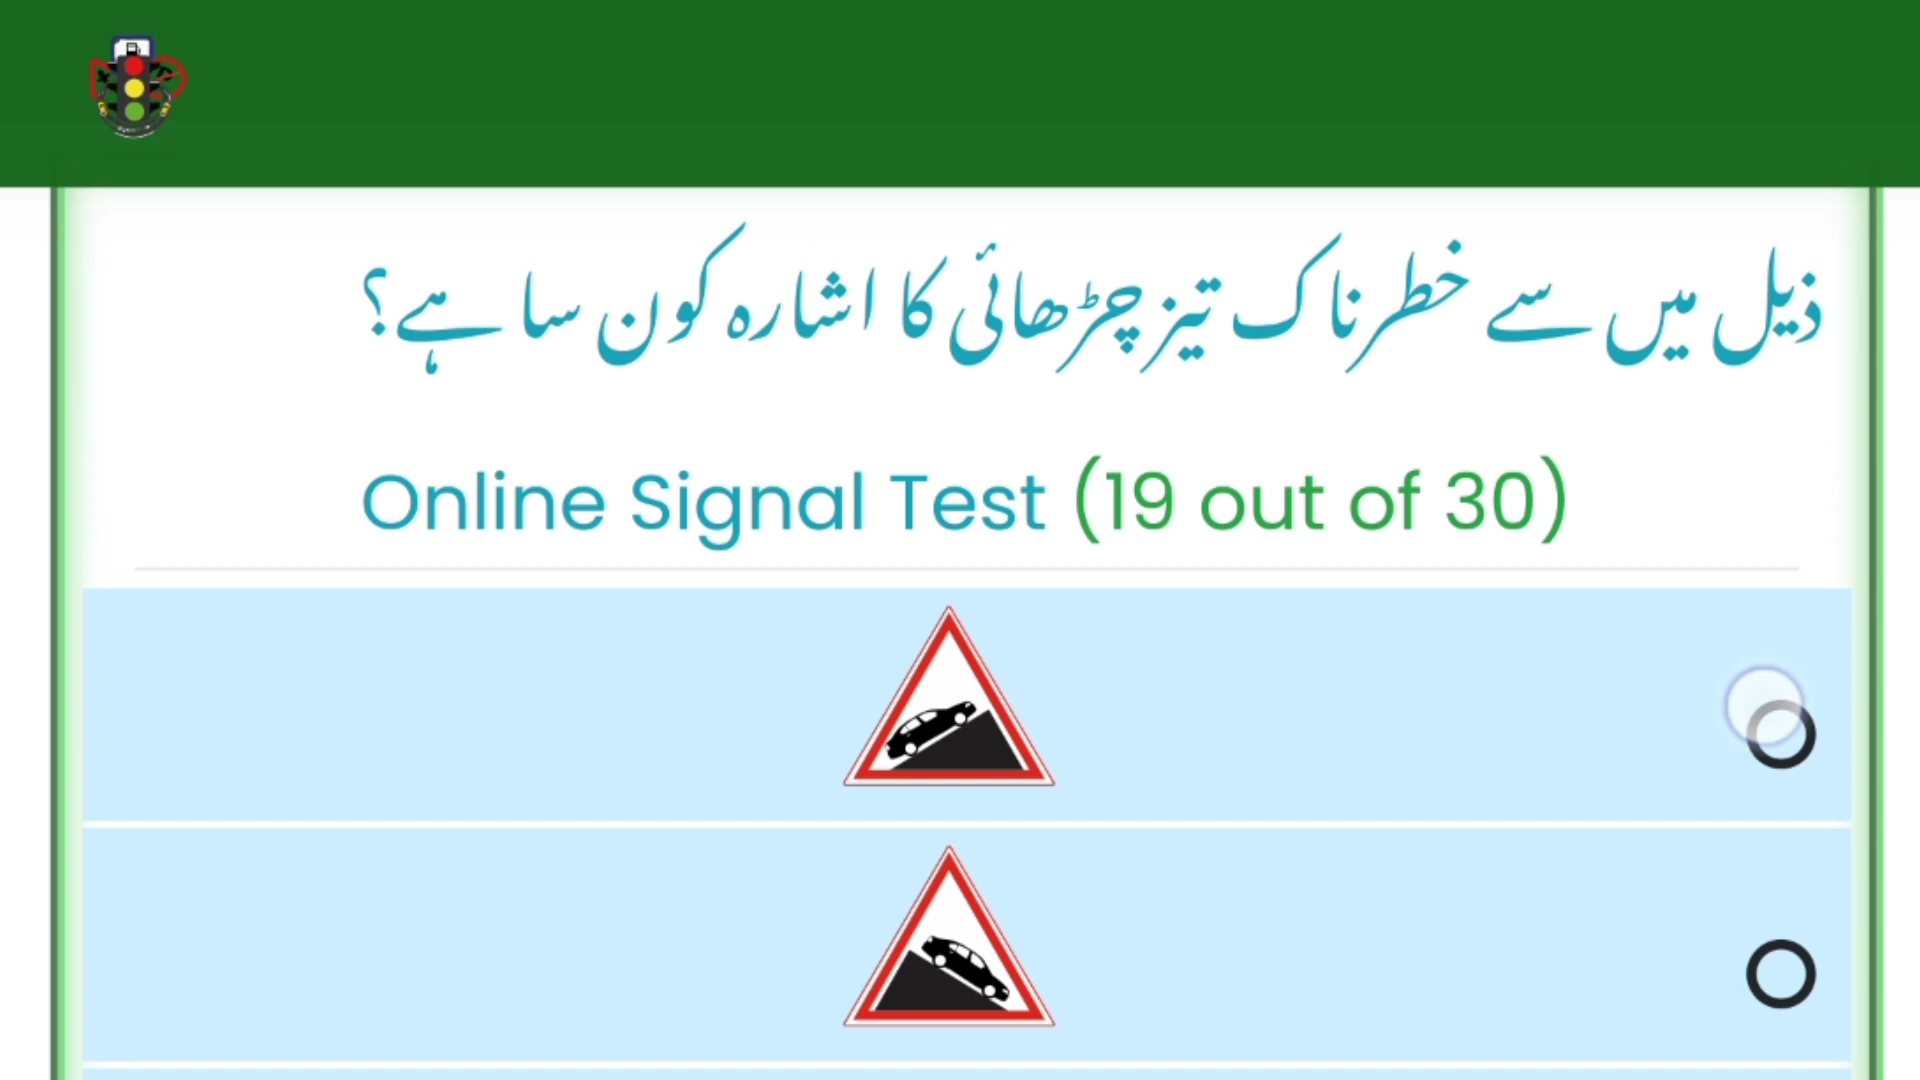 ذیل میں سے خطرناک تیز چڑھائی کا اشارہ کون سا ہے؟
Online Signal Test (19 out of 30)